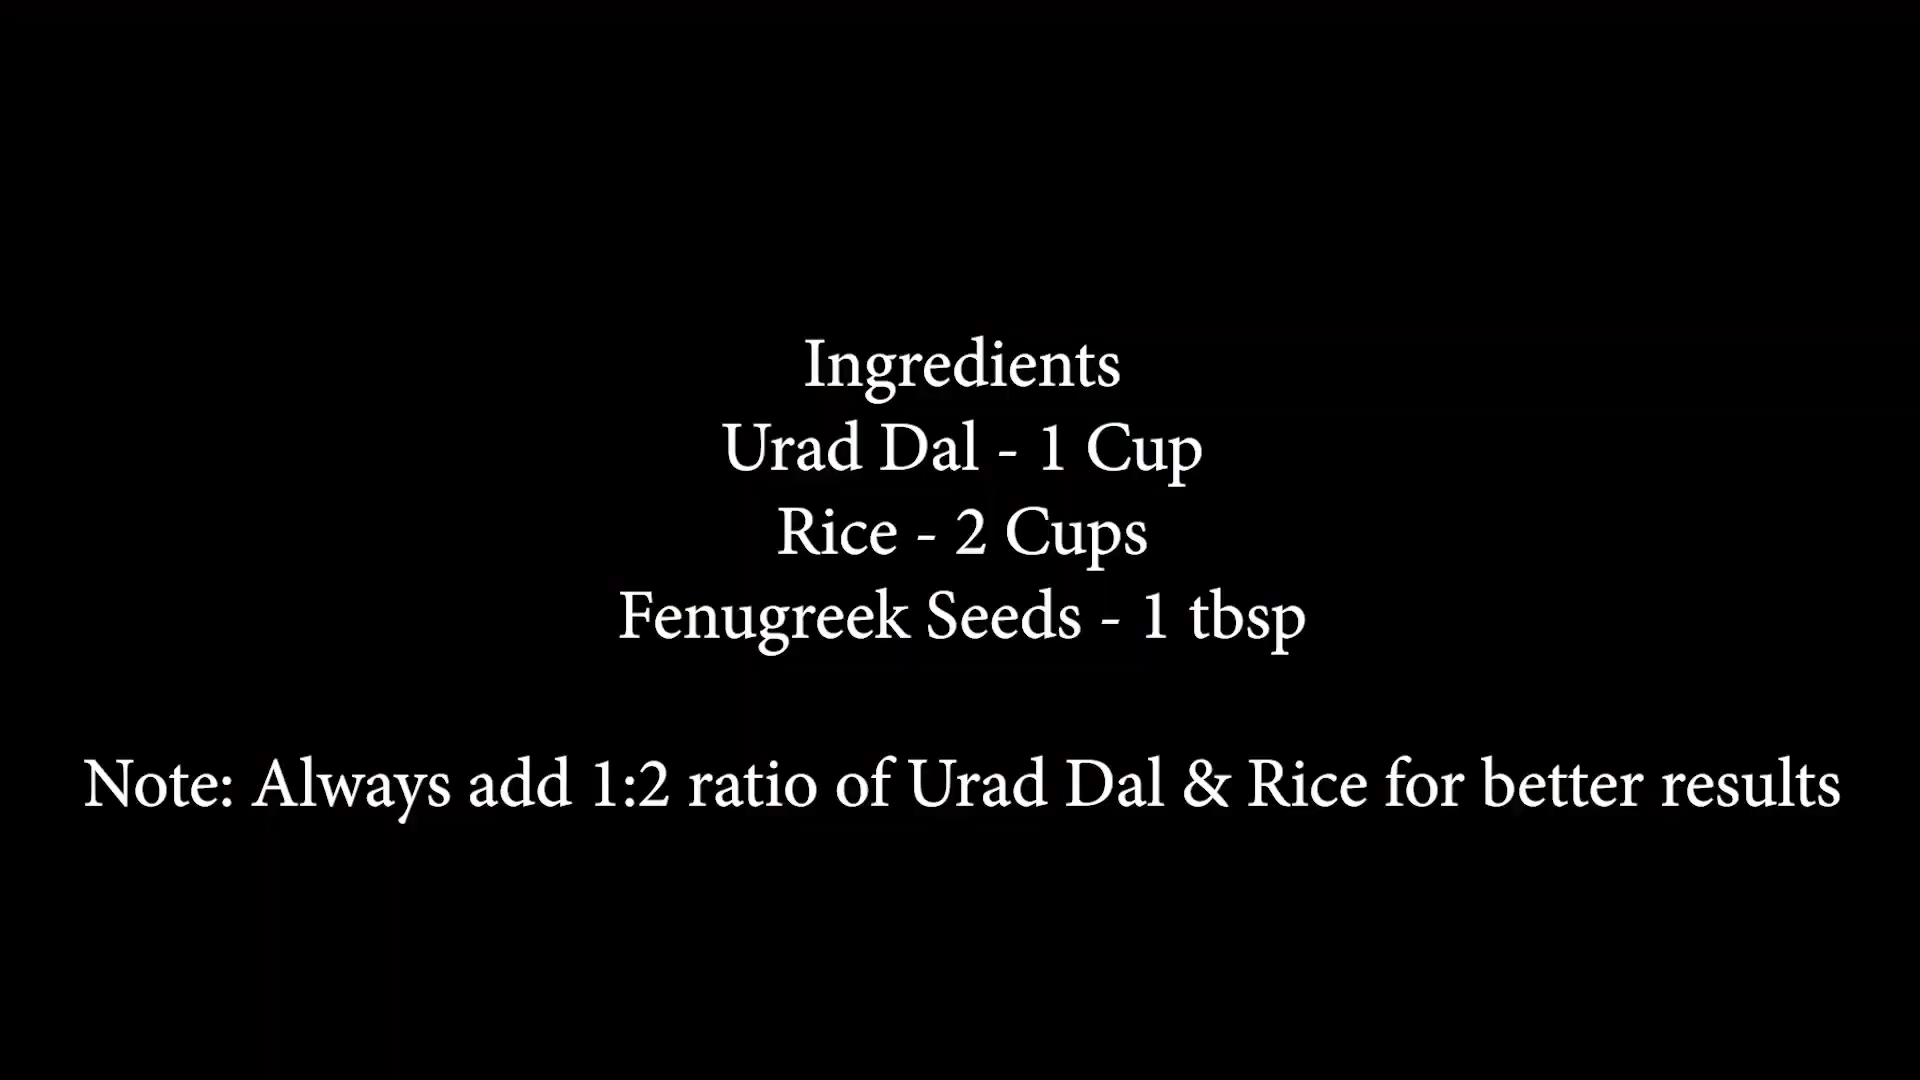 Ingredients
Urad Dal - 1 Cup
Rice - 2 Cups
Fenugreek Seeds - 1 tbsp
Note: Always add 1:2 ratio of Urad Dal & Rice for better results